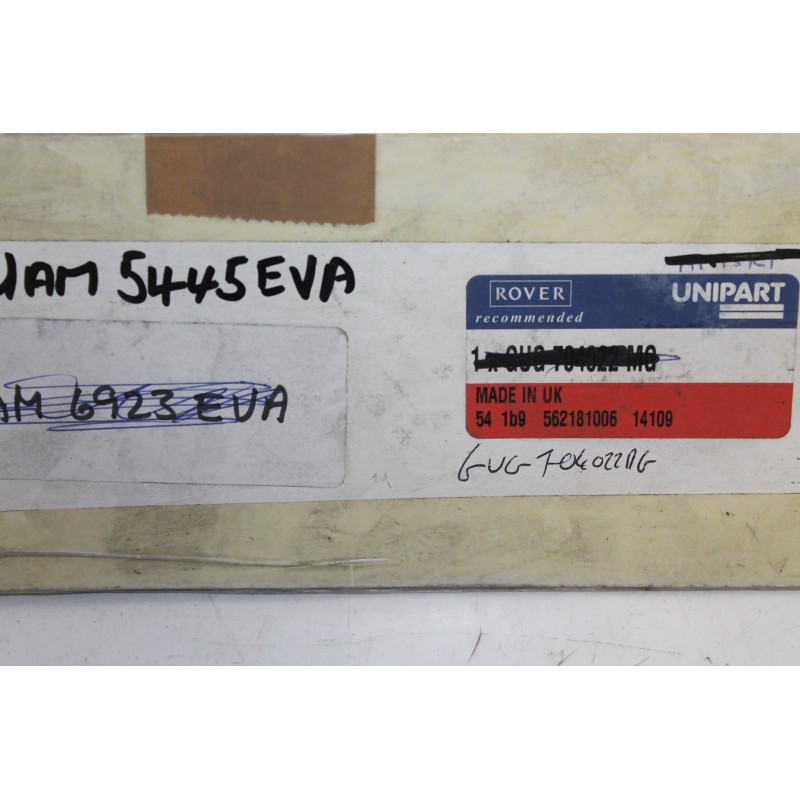 UAM 5445EVA
AM 6923 EVA
ROVER
recommended
UNIPART
1 x GUG 704022 MG
MADE IN UK
54 1b9 562181006 14109
GUG 704022MG